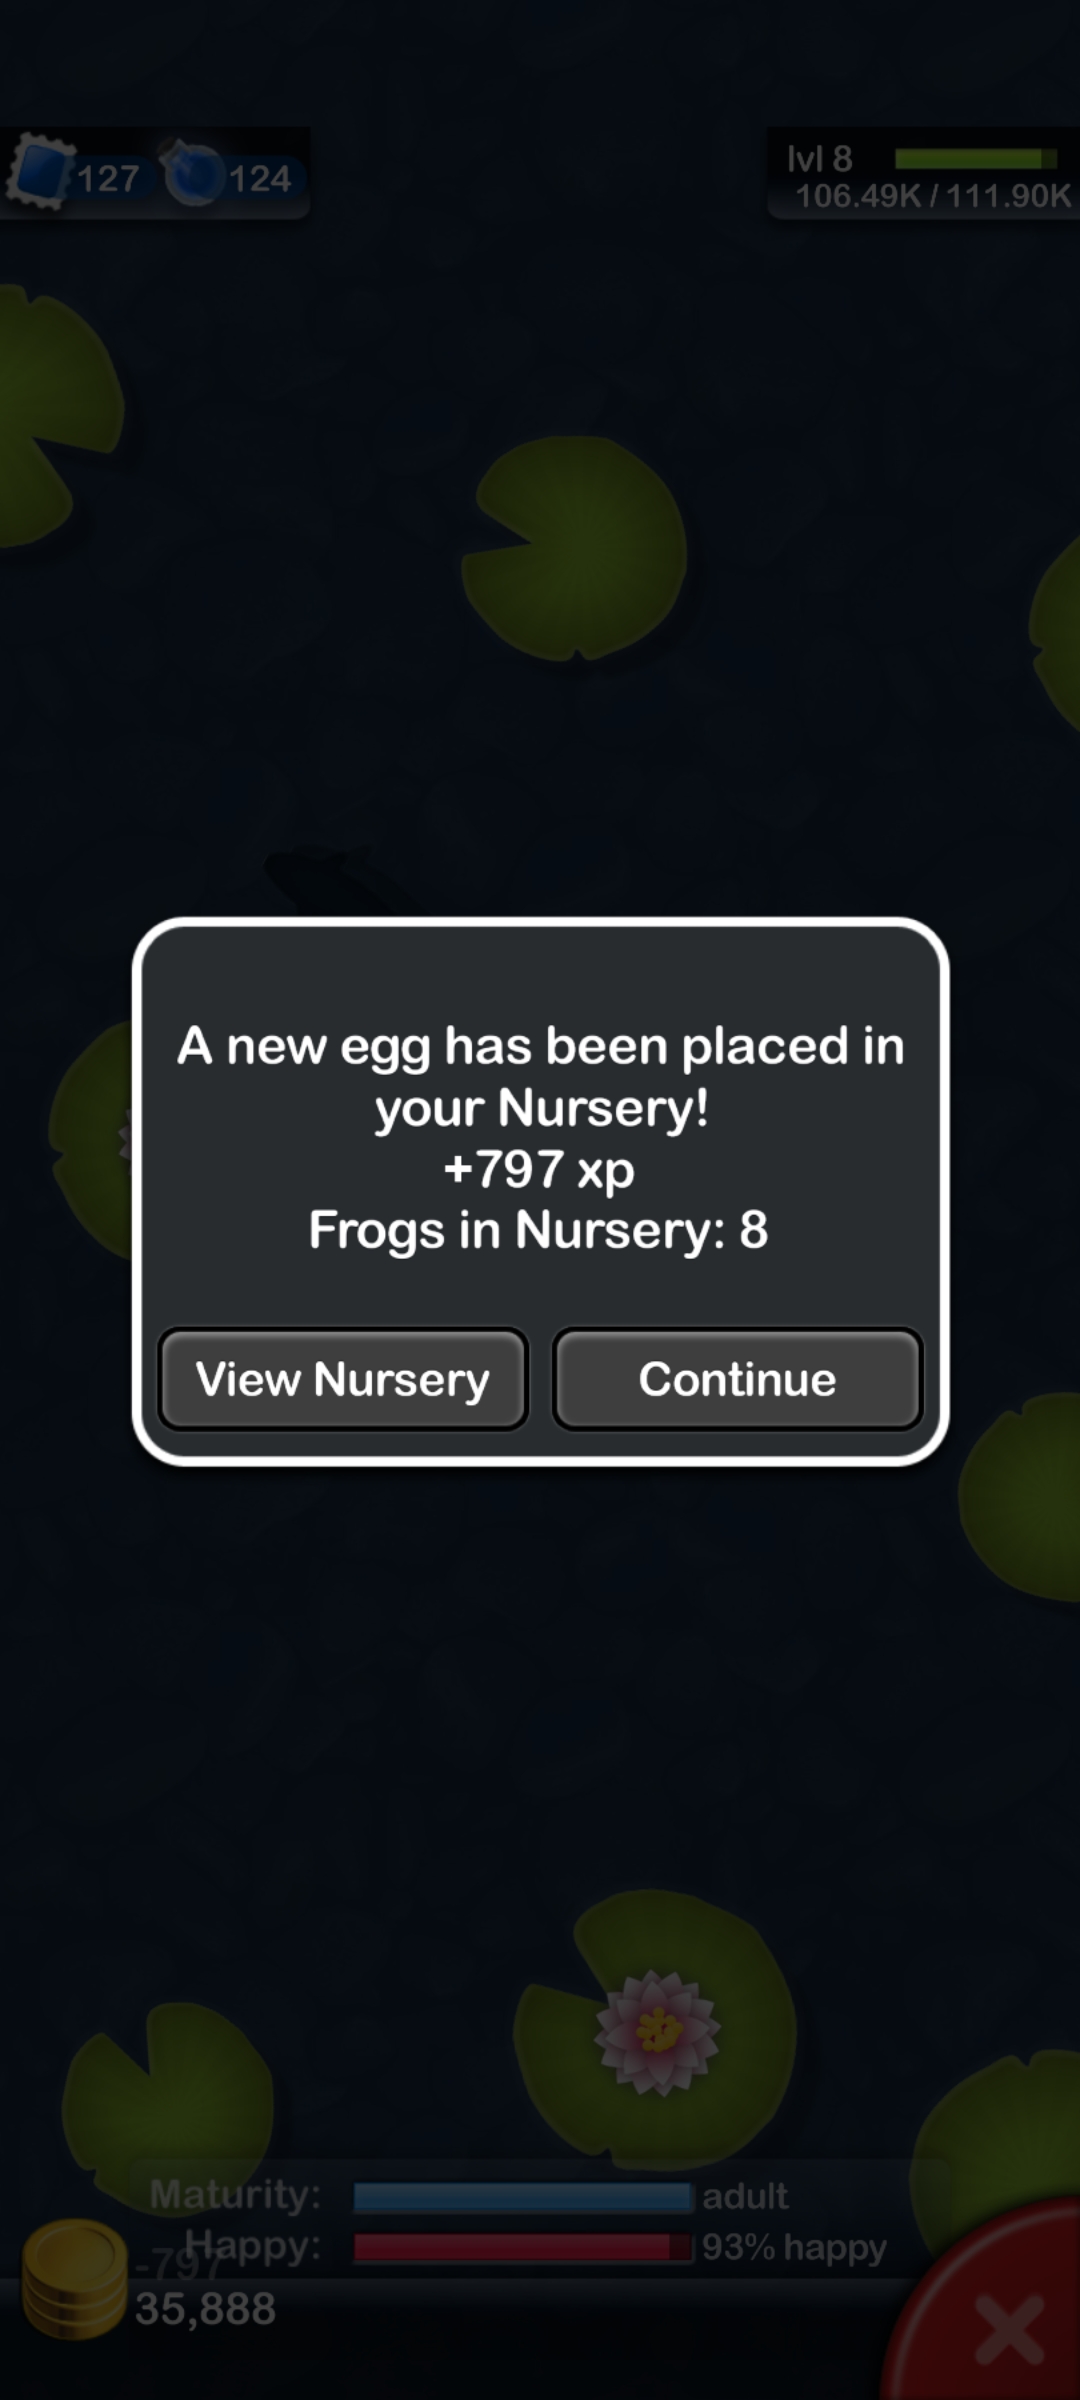 127
124
lvl 8
106.49K / 111.90K
A new egg has been placed in
your Nursery!
+797 xp
Frogs in Nursery: 8
View Nursery
Continue
Maturity:
adult
Happy:
93% happy
-797
35,888